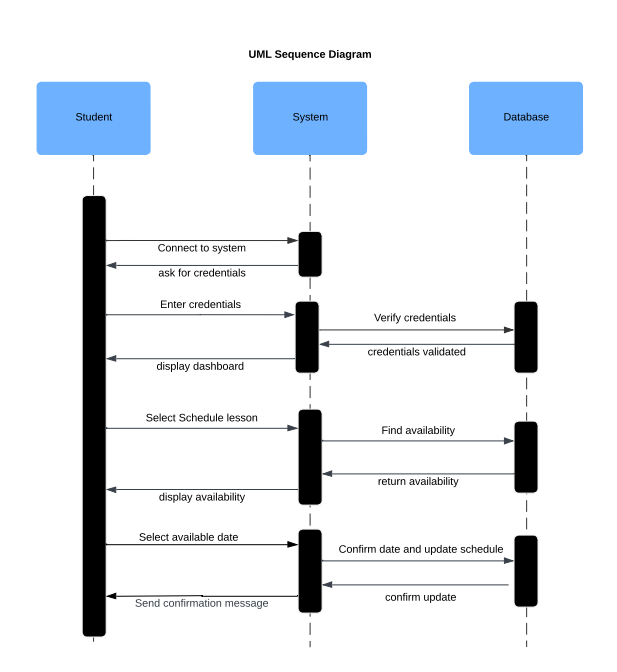 UML Sequence Diagram
Student
System
Database
Connect to system
ask for credentials
Enter credentials
Verify credentials
credentials validated
display dashboard
Select Schedule lesson
Find availability
return availability
display availability
Select available date
Confirm date and update schedule
confirm update
Send confirmation message